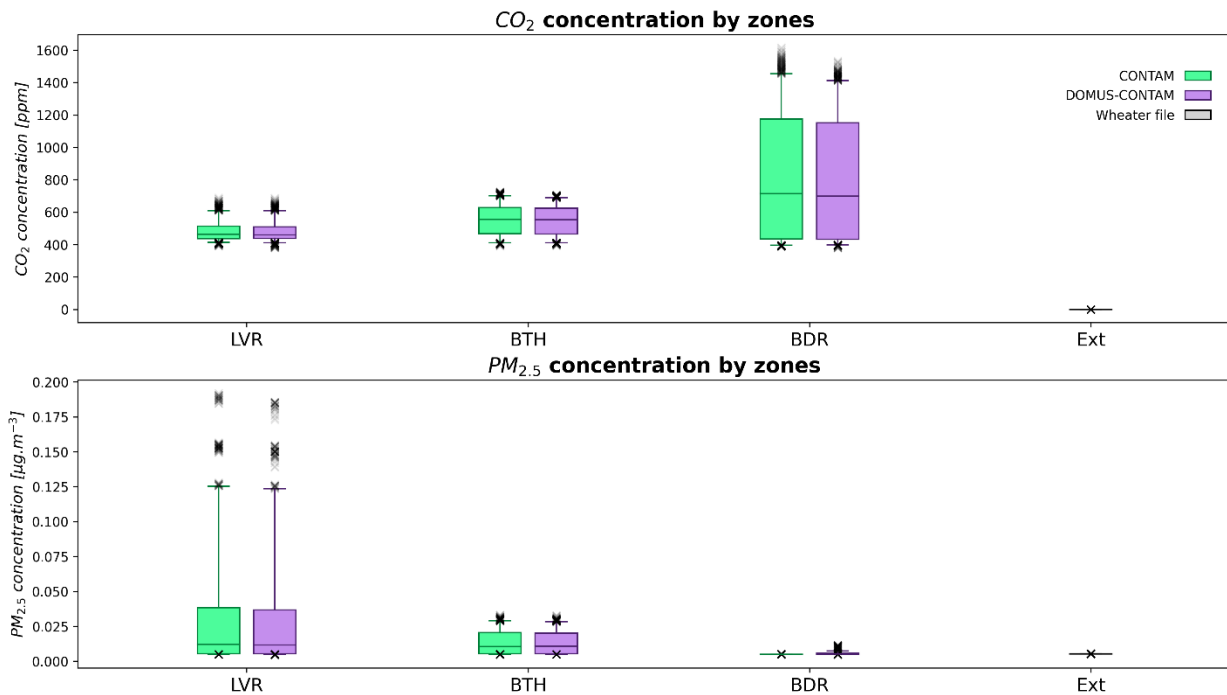 CO₂ concentration by zones
CO₂ concentration [ppm]
1600
1400
1200
1000
800
600
400
200
0
CONTAM
DOMUS-CONTAM
Wheater file
LVR BTH BDR Ext
PM₂.₅ concentration by zones
PM₂.₅ concentration [µg.m⁻³]
0.200
0.175
0.150
0.125
0.100
0.075
0.050
0.025
0.000
LVR BTH BDR Ext